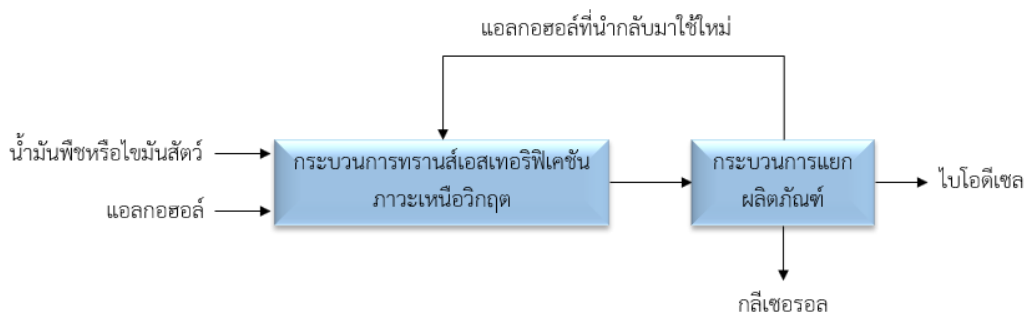 แอลกอฮอล์ที่นำกลับมาใช้ใหม่
น้ำมันพืชหรือไขมันสัตว์
แอลกอฮอล์
กระบวนการทรานส์เอสเทอริฟิเคชัน
ภาวะเหนือวิกฤต
กระบวนการแยก
ผลิตภัณฑ์
ไบโอดีเซล
กลีเซอรอล